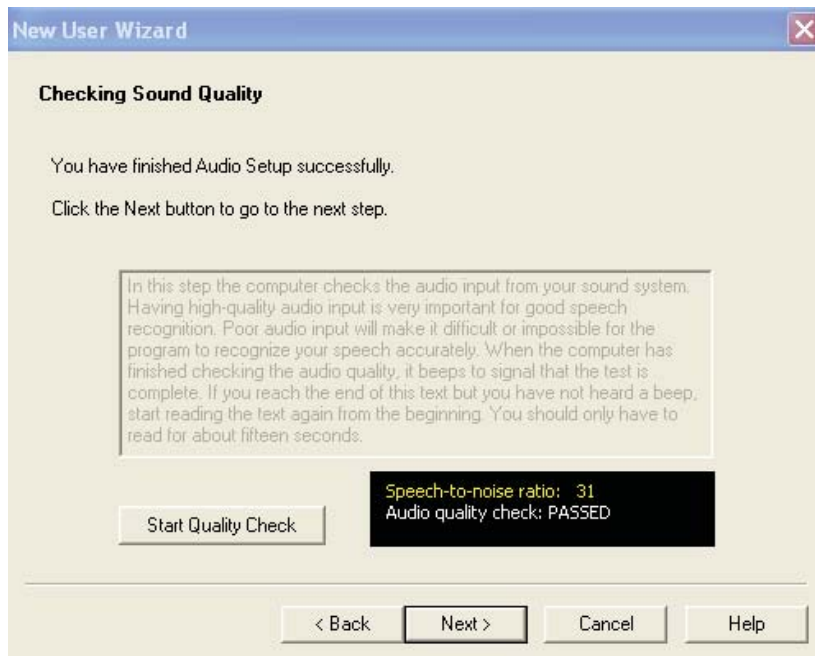 New User Wizard
Checking Sound Quality
You have finished Audio Setup successfully.
Click the Next button to go to the next step.
In this step the computer checks the audio input from your sound system.
Having high-quality audio input is very important for good speech
recognition. Poor audio input will make it difficult or impossible for the
program to recognize your speech accurately. When the computer has
finished checking the audio quality, it beeps to signal that the test is
complete. If you reach the end of this text but you have not heard a beep,
start reading the text again from the beginning. You should only have to
read for about fifteen seconds.
Speech-to-noise ratio: 31
Audio quality check: PASSED
Start Quality Check
< Back Next > Cancel Help